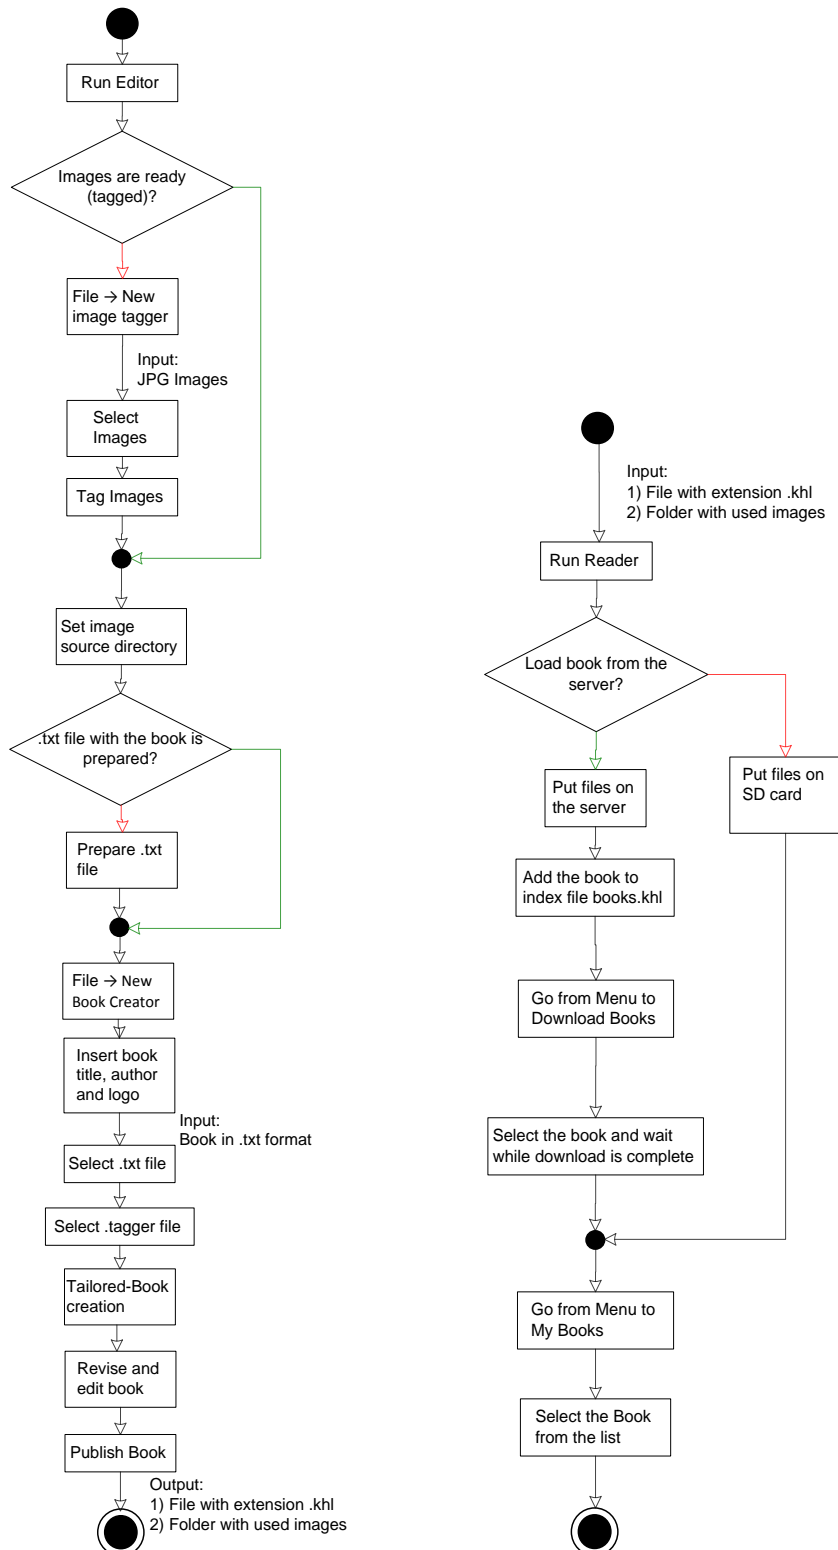 Run Editor
Images are ready
(tagged)?
File → New
image tagger
Input:
JPG Images
Select
Images
Tag Images
Set image
source directory
.txt file with the book is
prepared?
Prepare .txt
file
File → New
Book Creator
Insert book
title, author
and logo
Input:
Book in .txt format
Select .txt file
Select .tagger file
Tailored-Book
creation
Revise and
edit book
Publish Book
Output:
1) File with extension .khl
2) Folder with used images
Input:
1) File with extension .khl
2) Folder with used images
Run Reader
Load book from the
server?
Put files on
the server
Put files on
SD card
Add the book to
index file books.khl
Go from Menu to
Download Books
Select the book and wait
while download is complete
Go from Menu to
My Books
Select the Book
from the list